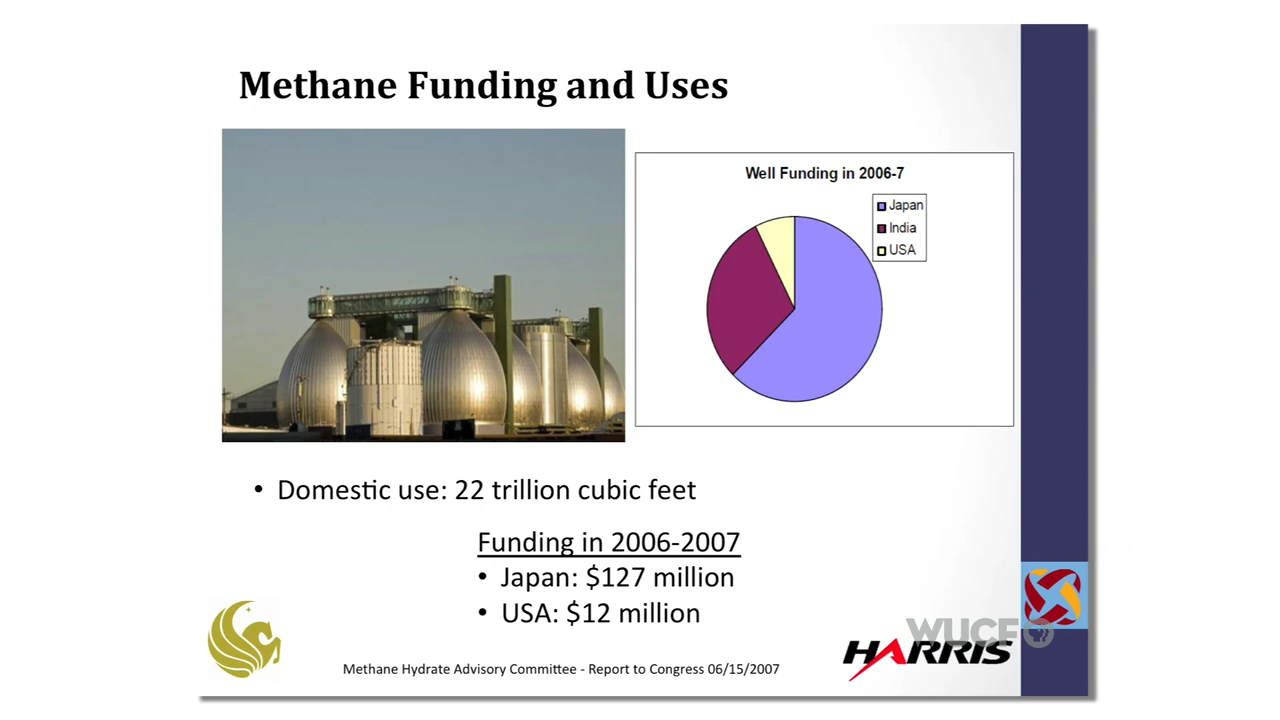 Methane Funding and Uses
Well Funding in 2006-7
Japan
India
USA
• Domestic use: 22 trillion cubic feet
Funding in 2006-2007
• Japan: $127 million
• USA: $12 million
WUCF
HARRIS
Methane Hydrate Advisory Committee - Report to Congress 06/15/2007